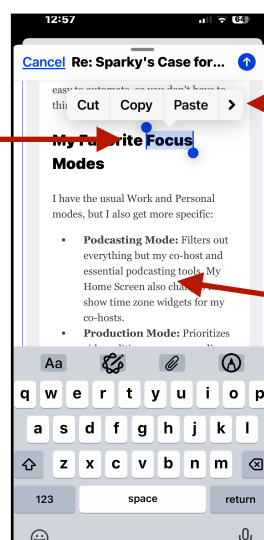 12:57
64
Cancel Re: Sparky's Case for...
easy to automate, so you don't have to
Cut Copy Paste
My Favorite Focus
Modes
I have the usual Work and Personal
modes, but I also get more specific:
• Podcasting Mode: Filters out
everything but my co-host and
essential podcasting tools. My
Home Screen also
show time zone widgets for my
co-hosts.
• Production Mode: Prioritizes
Aa
q w e r t y u i o p
a s d f g h j k l
z x c v b n m
123 space return